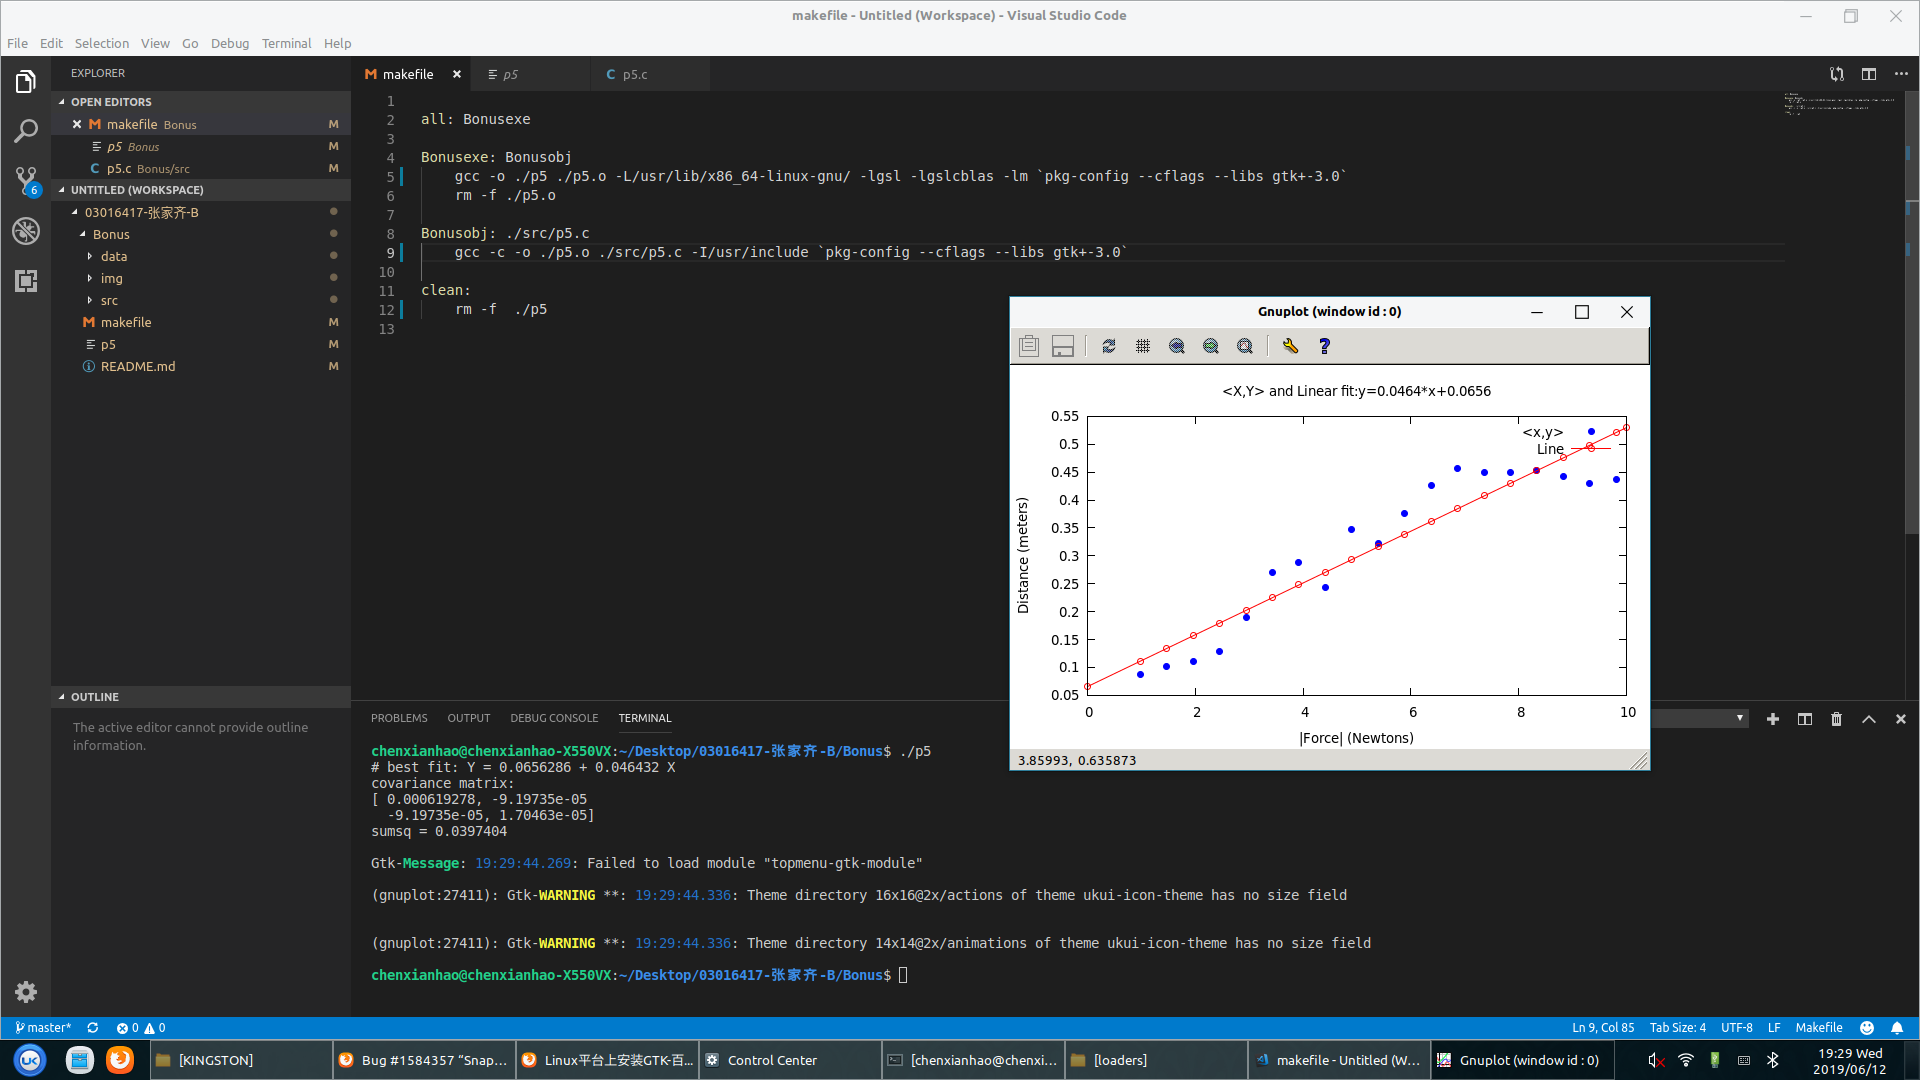 makefile - Untitled (Workspace) - Visual Studio Code
File Edit Selection View Go Debug Terminal Help
EXPLORER
OPEN EDITORS
makefile Bonus M
p5 Bonus M
p5.c Bonus/src M
UNTITLED (WORKSPACE)
03016417-张家齐-B
Bonus
data
img
src
makefile M
p5 M
README.md M
OUTLINE
The active editor cannot provide outline
information.
6
makefile p5 p5.c
1
2 all: Bonusexe
3
4 Bonusexe: Bonusobj
5 gcc -o ./p5 ./p5.o -L/usr/lib/x86_64-linux-gnu/ -lgsl -lgslcblas -lm `pkg-config --cflags --libs gtk+-3.0`
6 rm -f ./p5.o
7
8 Bonusobj: ./src/p5.c
9 gcc -c -o ./p5.o ./src/p5.c -I/usr/include `pkg-config --cflags --libs gtk+-3.0`
10
11 clean:
12 rm -f  ./p5
13
Gnuplot (window id : 0)
<X,Y> and Linear fit:y=0.0464*x+0.0656
<x,y>
Line
0.55
0.5
0.45
0.4
0.35
0.3
0.25
0.2
0.15
0.1
0.05
Distance (meters)
0 2 4 6 8 10
|Force| (Newtons)
3.85993, 0.635873
PROBLEMS OUTPUT DEBUG CONSOLE TERMINAL
chenxianhao@chenxianhao-X550VX:~/Desktop/03016417-张家齐-B/Bonus$ ./p5
# best fit: Y = 0.0656286 + 0.046432 X
covariance matrix:
[ 0.000619278, -9.19735e-05
-9.19735e-05, 1.70463e-05]
sumsq = 0.0397404
Gtk-Message: 19:29:44.269: Failed to load module "topmenu-gtk-module"
(gnuplot:27411): Gtk-WARNING **: 19:29:44.336: Theme directory 16x16@2x/actions of theme ukui-icon-theme has no size field
(gnuplot:27411): Gtk-WARNING **: 19:29:44.336: Theme directory 14x14@2x/animations of theme ukui-icon-theme has no size field
chenxianhao@chenxianhao-X550VX:~/Desktop/03016417-张家齐-B/Bonus$
master* 0 0 Ln 9, Col 85 Tab Size: 4 UTF-8 LF Makefile
UK [KINGSTON] Bug #1584357 “Snap... Linux平台上安装GTK-百... Control Center [chenxianhao@chenxi... [loaders] makefile - Untitled (W... Gnuplot (window id : 0)
19:29 Wed
2019/06/12